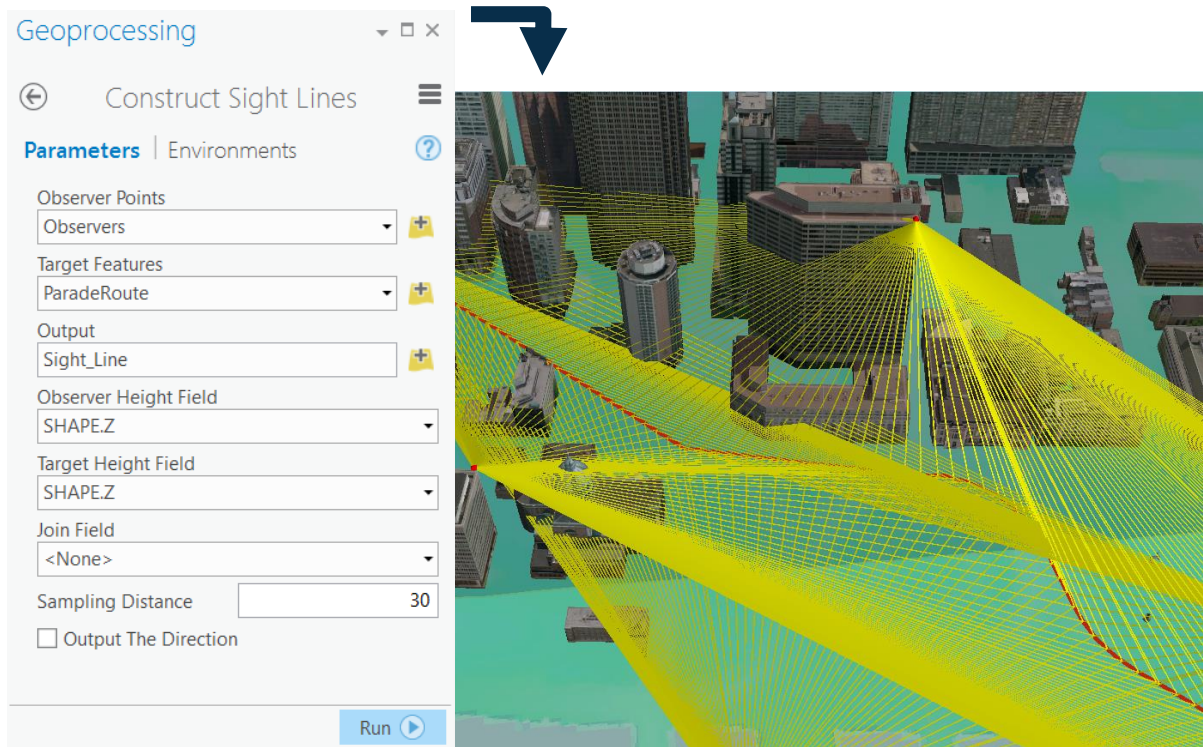 Geoprocessing
Construct Sight Lines
Parameters | Environments
?
Observer Points
Observers
Target Features
ParadeRoute
Output
Sight_Line
Observer Height Field
SHAPE.Z
Target Height Field
SHAPE.Z
Join Field
<None>
Sampling Distance 30
Output The Direction
Run